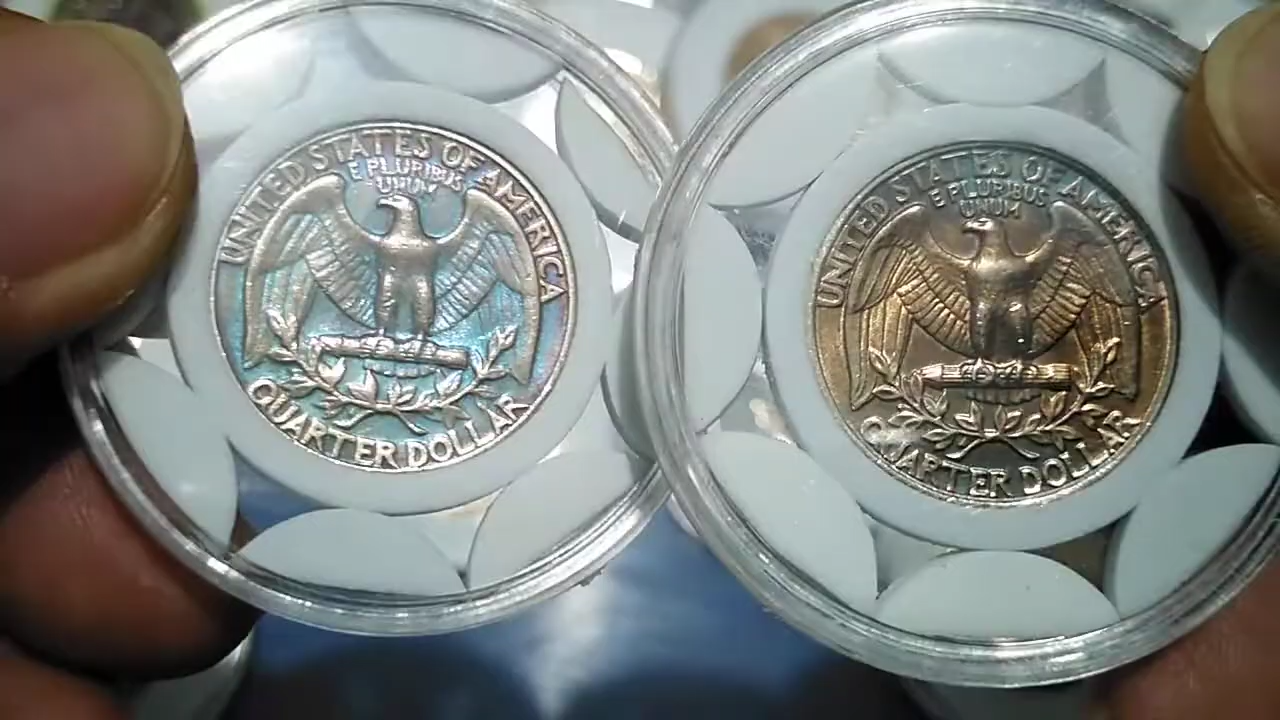 UNITED STATES OF AMERICA
E PLURIBUS
UNUM
QUARTER DOLLAR
UNITED STATES OF AMERICA
E PLURIBUS
UNUM
QUARTER DOLLAR